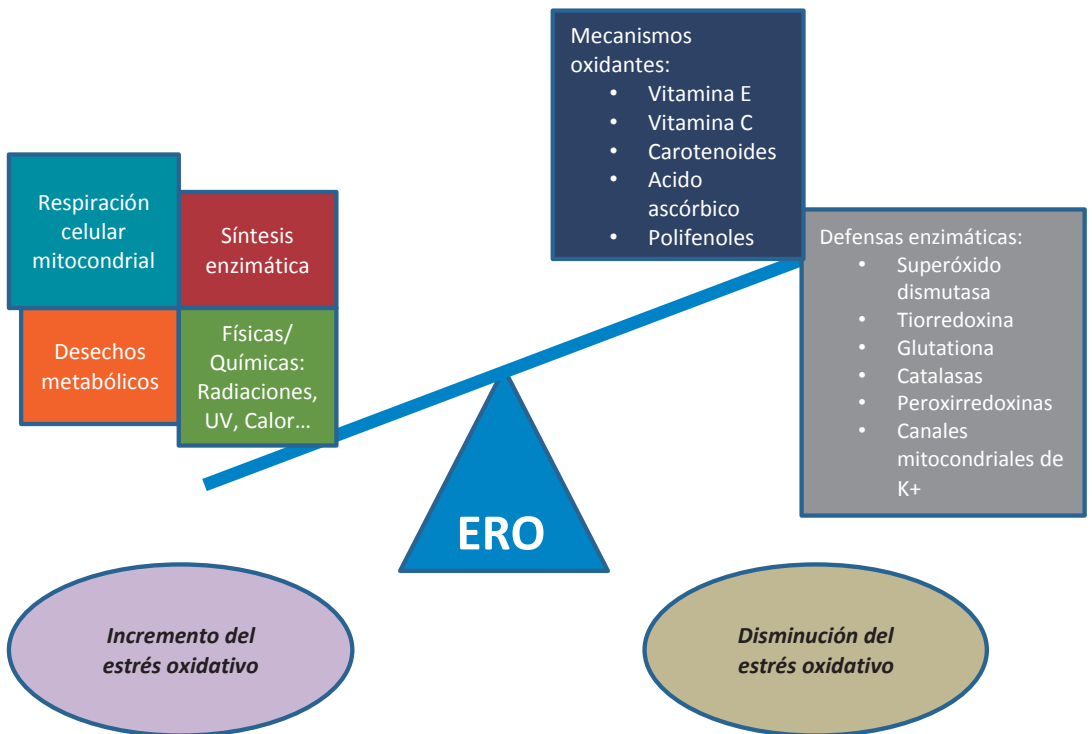 Mecanismos
oxidantes:
• Vitamina E
• Vitamina C
• Carotenoides
• Acido
ascórbico
• Polifenoles
Respiración
celular
mitocondrial
Síntesis
enzimática
Desechos
metabólicos
Físicas/
Químicas:
Radiaciones,
UV, Calor...
Defensas enzimáticas:
• Superóxido
dismutasa
• Tiorredoxina
• Glutationa
• Catalasas
• Peroxirredoxinas
• Canales
mitocondriales de
K+
ERO
Incremento del
estrés oxidativo
Disminución del
estrés oxidativo